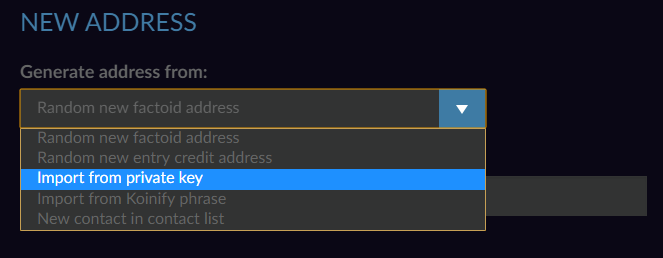 NEW ADDRESS
Generate address from:
Random new factoid address
Random new factoid address
Random new entry credit address
Import from private key
Import from Koinify phrase
New contact in contact list